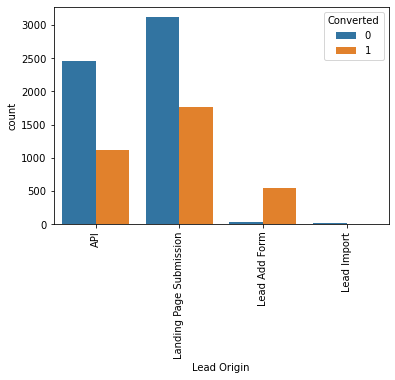 Converted
0
1
3000
2500
2000
1500
1000
500
0
count
API
Landing Page Submission
Lead Add Form
Lead Import
Lead Origin